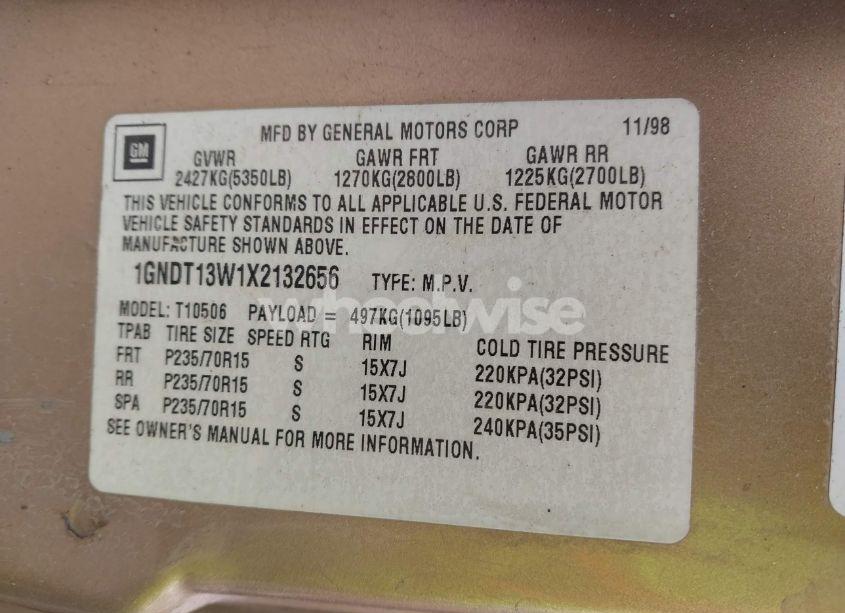 GM
MFD BY GENERAL MOTORS CORP 11/98
GVWR GAWR FRT GAWR RR
2427KG(5350LB) 1270KG(2800LB) 1225KG(2700LB)
THIS VEHICLE CONFORMS TO ALL APPLICABLE U.S. FEDERAL MOTOR
VEHICLE SAFETY STANDARDS IN EFFECT ON THE DATE OF
MANUFACTURE SHOWN ABOVE.
1GNDT13W1X2132656 TYPE: M.P.V.
wheelwise
MODEL: T10506 PAYLOAD = 497KG(1095LB)
TPAB TIRE SIZE SPEED RTG RIM COLD TIRE PRESSURE
FRT P235/70R15 S 15X7J 220KPA(32PSI)
RR P235/70R15 S 15X7J 220KPA(32PSI)
SPA P235/70R15 S 15X7J 240KPA(35PSI)
SEE OWNER'S MANUAL FOR MORE INFORMATION.